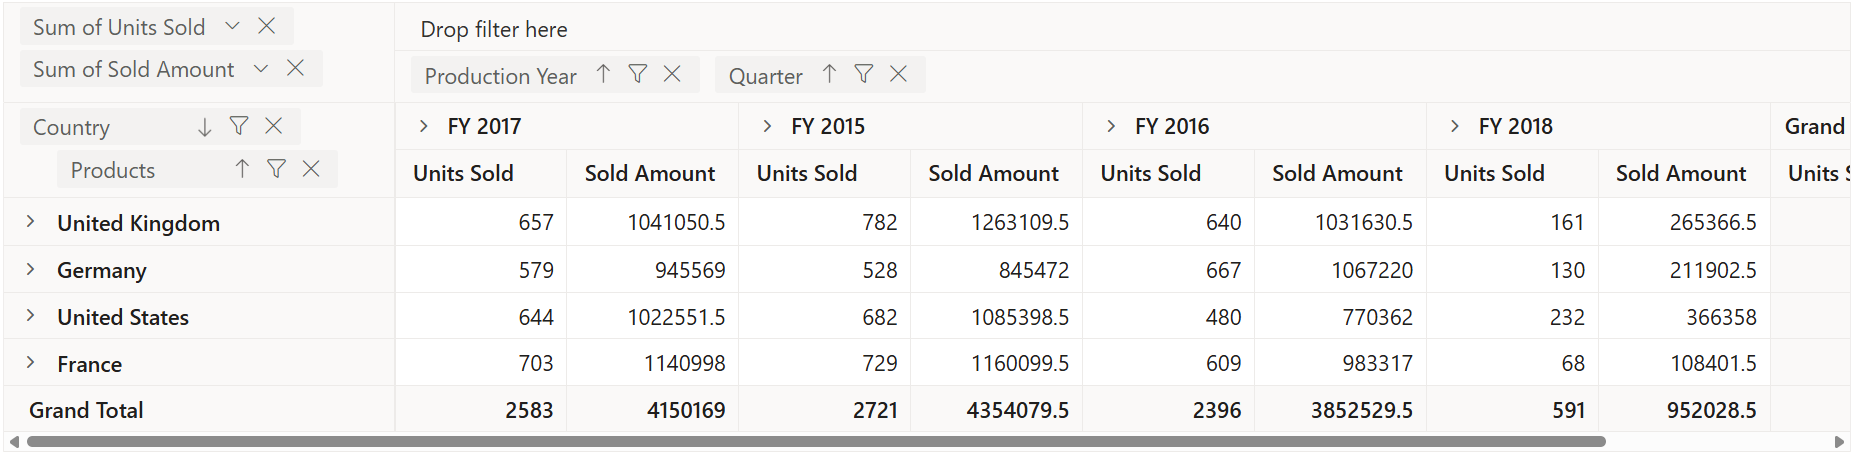 Sum of Units Sold
Sum of Sold Amount
Drop filter here
Production Year Quarter
Country
Products
FY 2017 FY 2015 FY 2016 FY 2018 Grand
Units Sold Sold Amount Units Sold Sold Amount Units Sold Sold Amount Units Sold Sold Amount Units
United Kingdom 657 1041050.5 782 1263109.5 640 1031630.5 161 265366.5
Germany 579 945569 528 845472 667 1067220 130 211902.5
United States 644 1022551.5 682 1085398.5 480 770362 232 366358
France 703 1140998 729 1160099.5 609 983317 68 108401.5
Grand Total 2583 4150169 2721 4354079.5 2396 3852529.5 591 952028.5